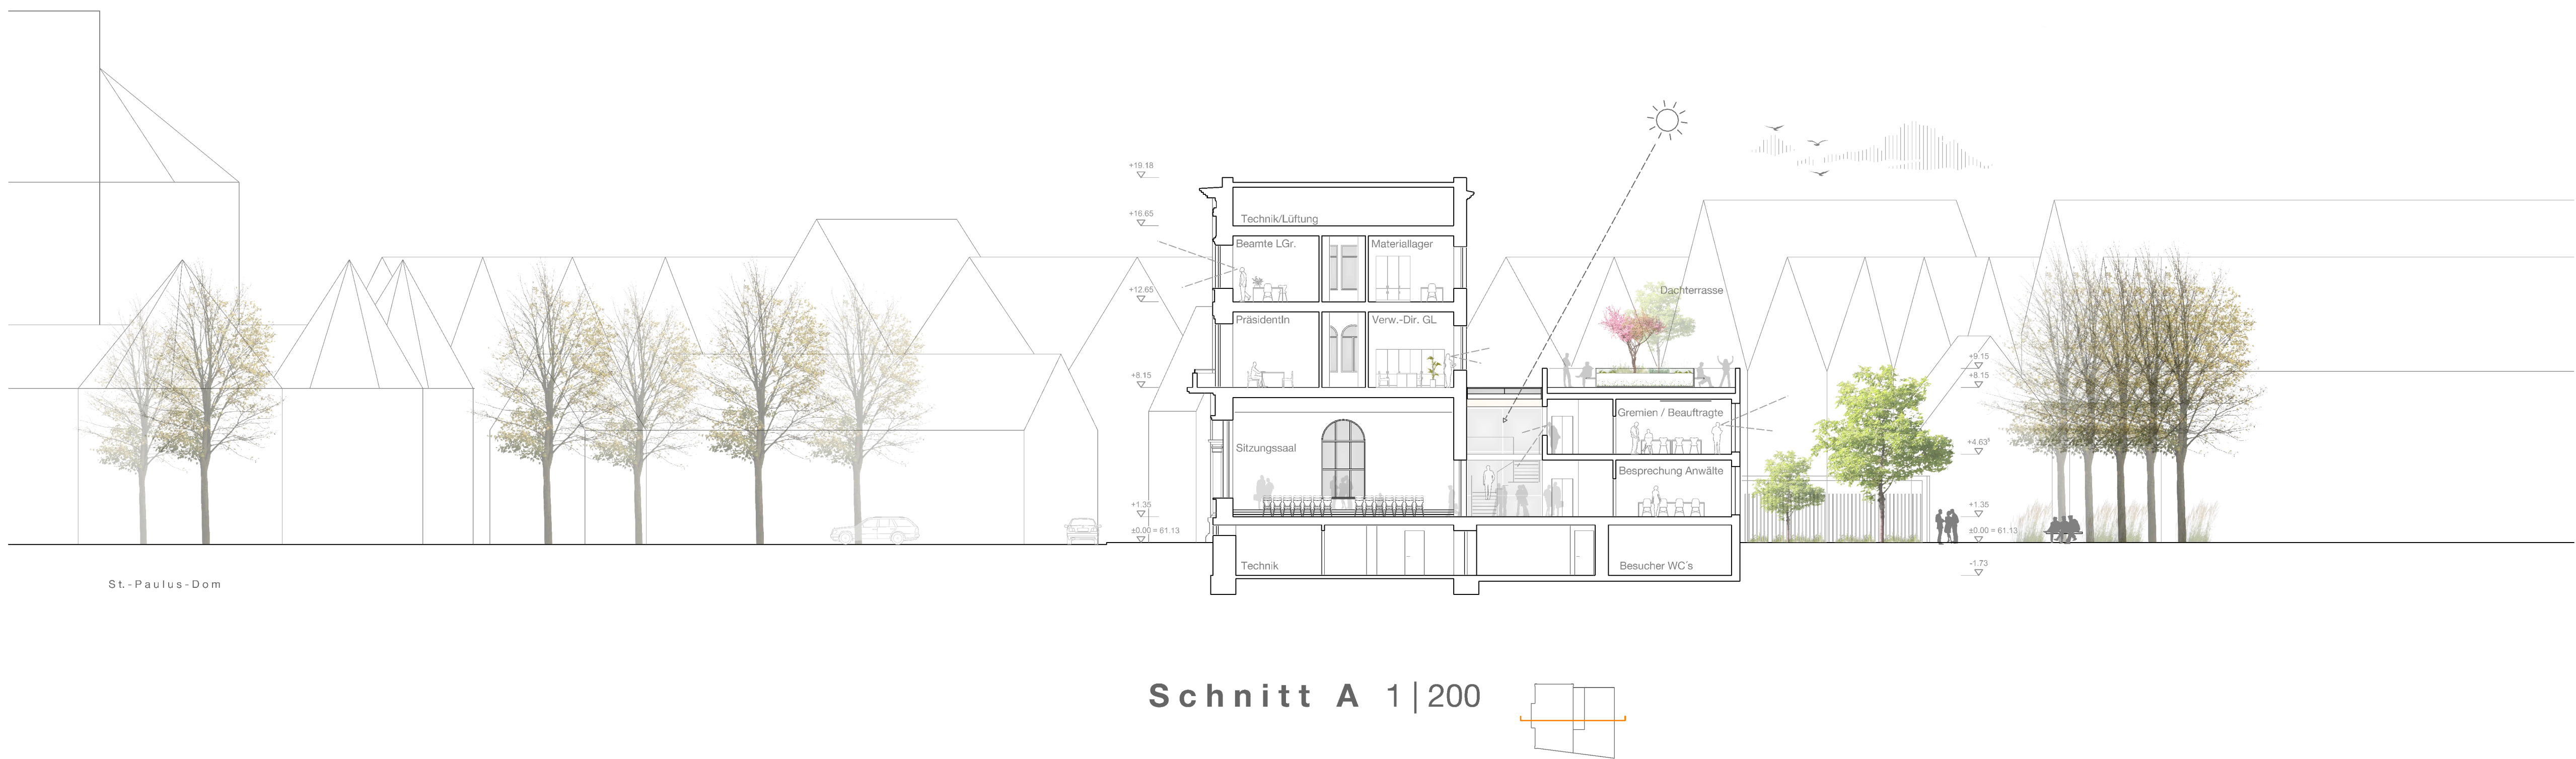 +19.18
+16.65
Technik/Lüftung
Beamte LGr.
Materiallager
+12.65
Dachterrasse
PräsidentIn
Verw.-Dir. GL
+9.15
+8.15
+8.15
Gremien / Beauftragte
Sitzungssaal
+4.63⁵
Besprechung Anwälte
+1.35
+1.35
±0.00 = 61.13
±0.00 = 61.13
Technik
Besucher WC´s
-1.73
St.-Paulus-Dom
Schnitt A 1|200